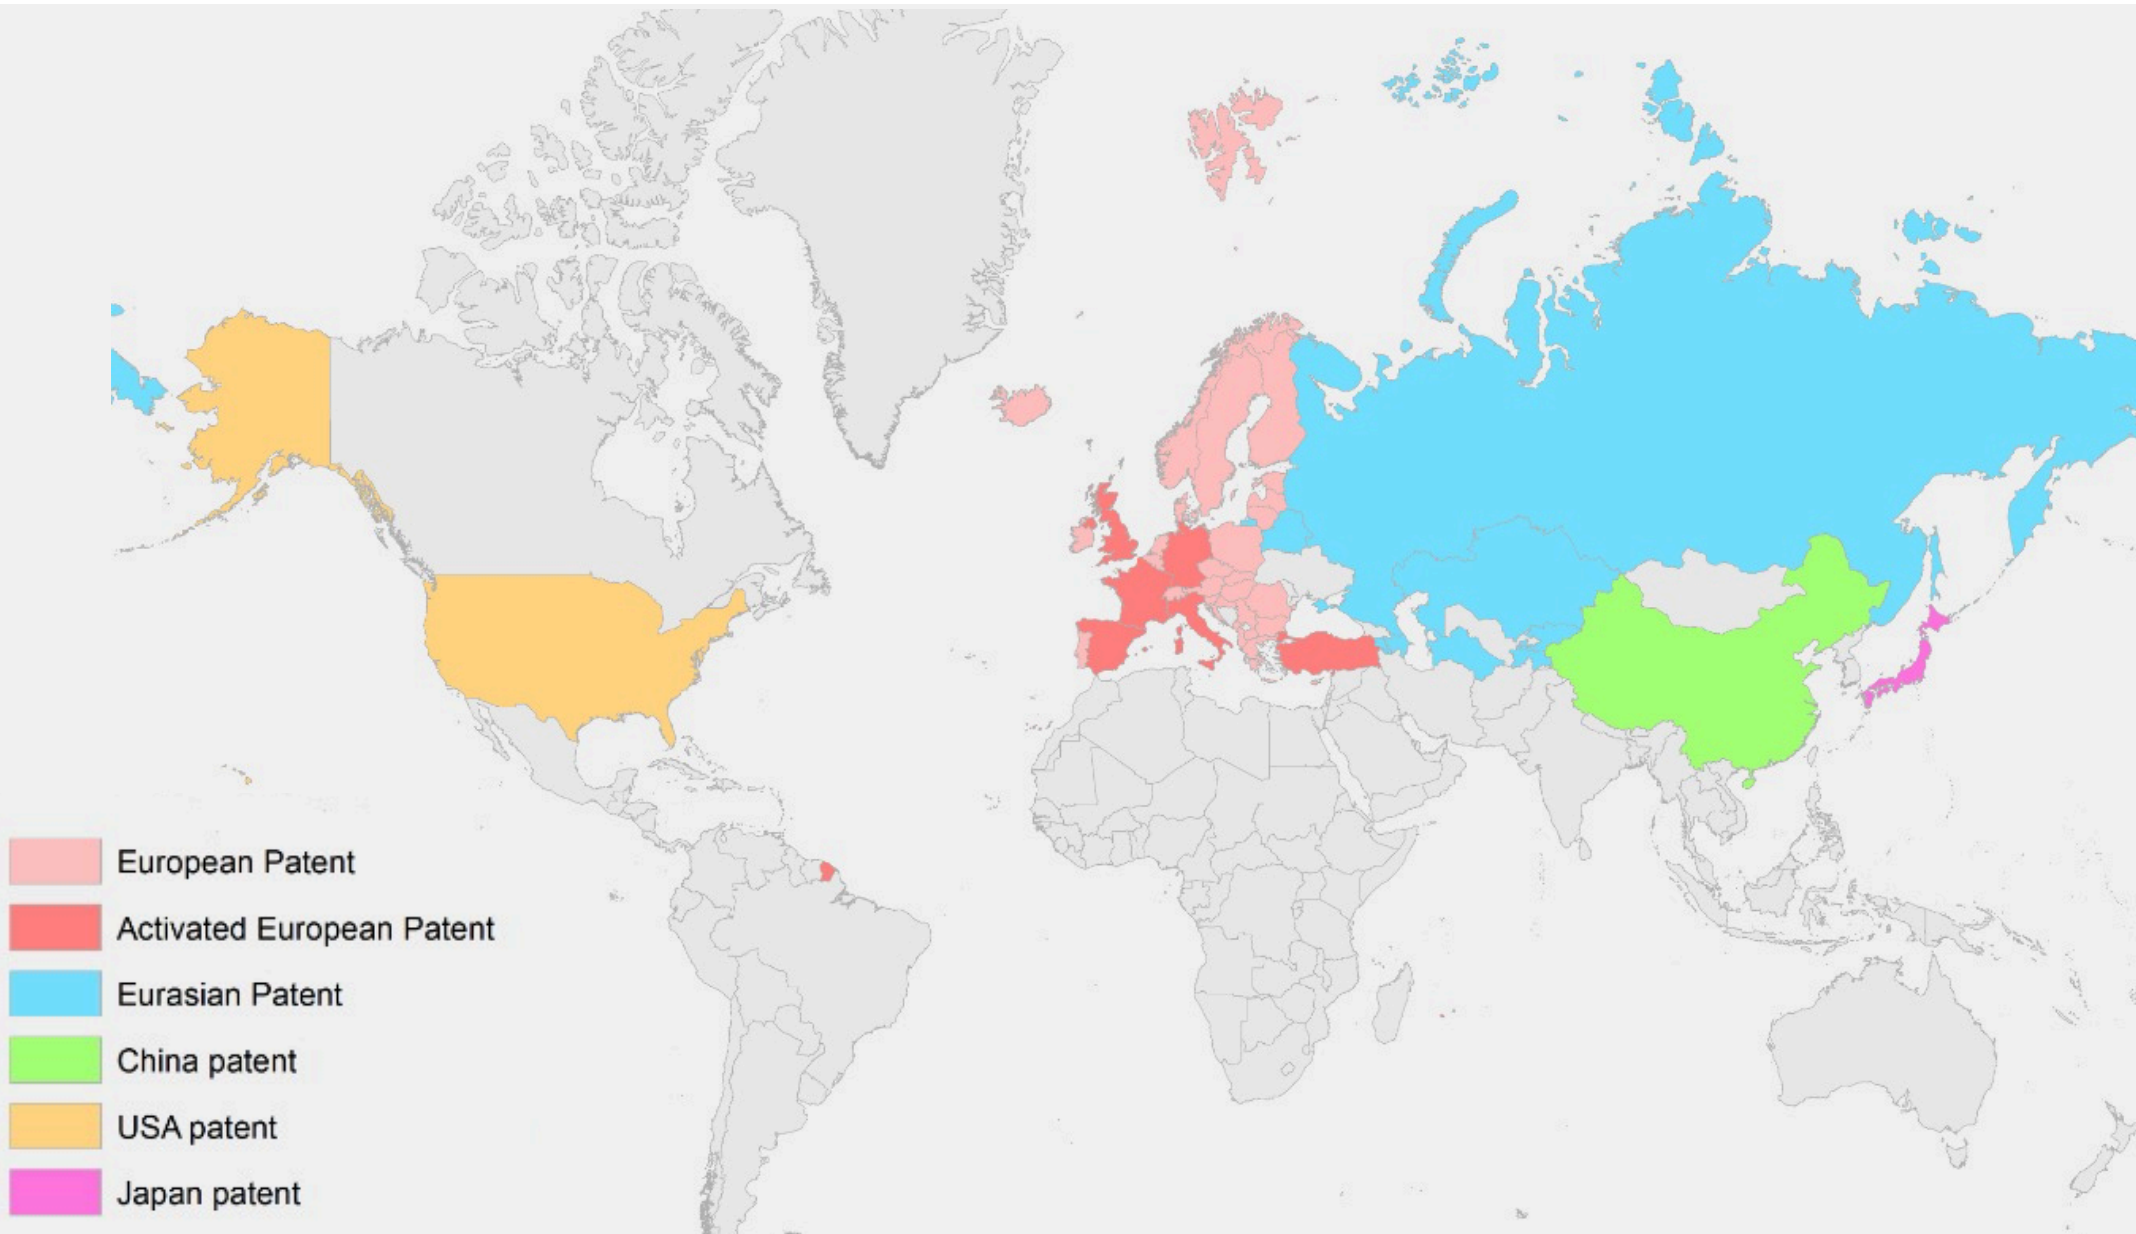 European Patent
Activated European Patent
Eurasian Patent
China patent
USA patent
Japan patent